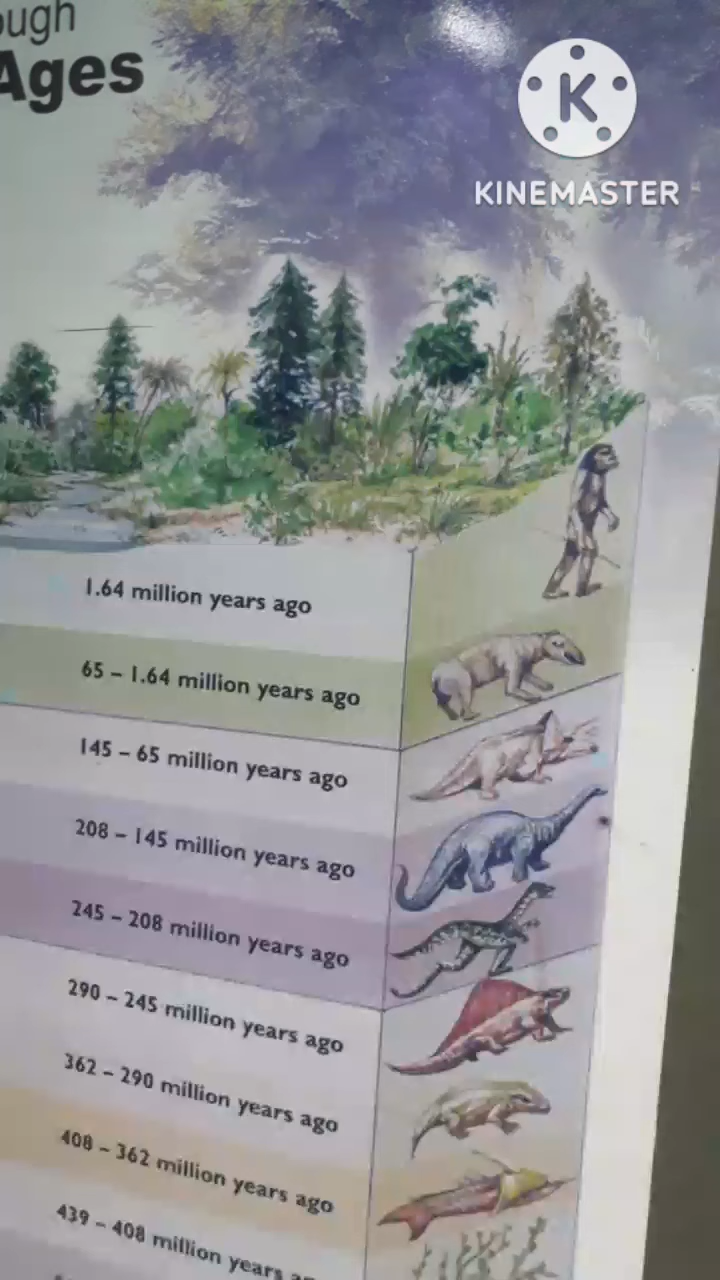 Ages
K
KINEMASTER
1.64 million years ago
65 – 1.64 million years ago
145 – 65 million years ago
208 – 145 million years ago
245 – 208 million years ago
290 – 245 million years ago
362 – 290 million years ago
408 – 362 million years ago
439 – 408 million years